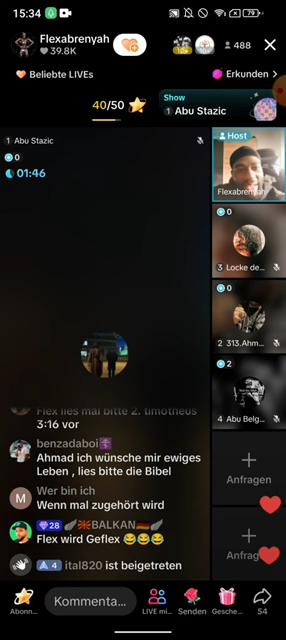 15:34
79
Flexabrenyah
39.8K
488
Beliebte LIVEs
Erkunden >
40/50
Show
1 Abu Stazic
1 Abu Stazic
0
01:46
Host
Flexabrenyah
0
3 Locke de...
0
2 313.Ahm...
2
4 Abu Belg...
Flex lies mal bitte 2. timotheus
3:16 vor
benzadaboi
Ahmad ich wünsche mir ewiges
Leben , lies bitte die Bibel
M
Wer bin ich
Wenn mal zugehört wird
28 BALKAN
Flex wird Geflex 😂😂😂
4 ital820 ist beigetreten
+
Anfragen
+
Anfrag
Abonn...
Kommenta...
LIVE mi...
Senden
Gesche...
54